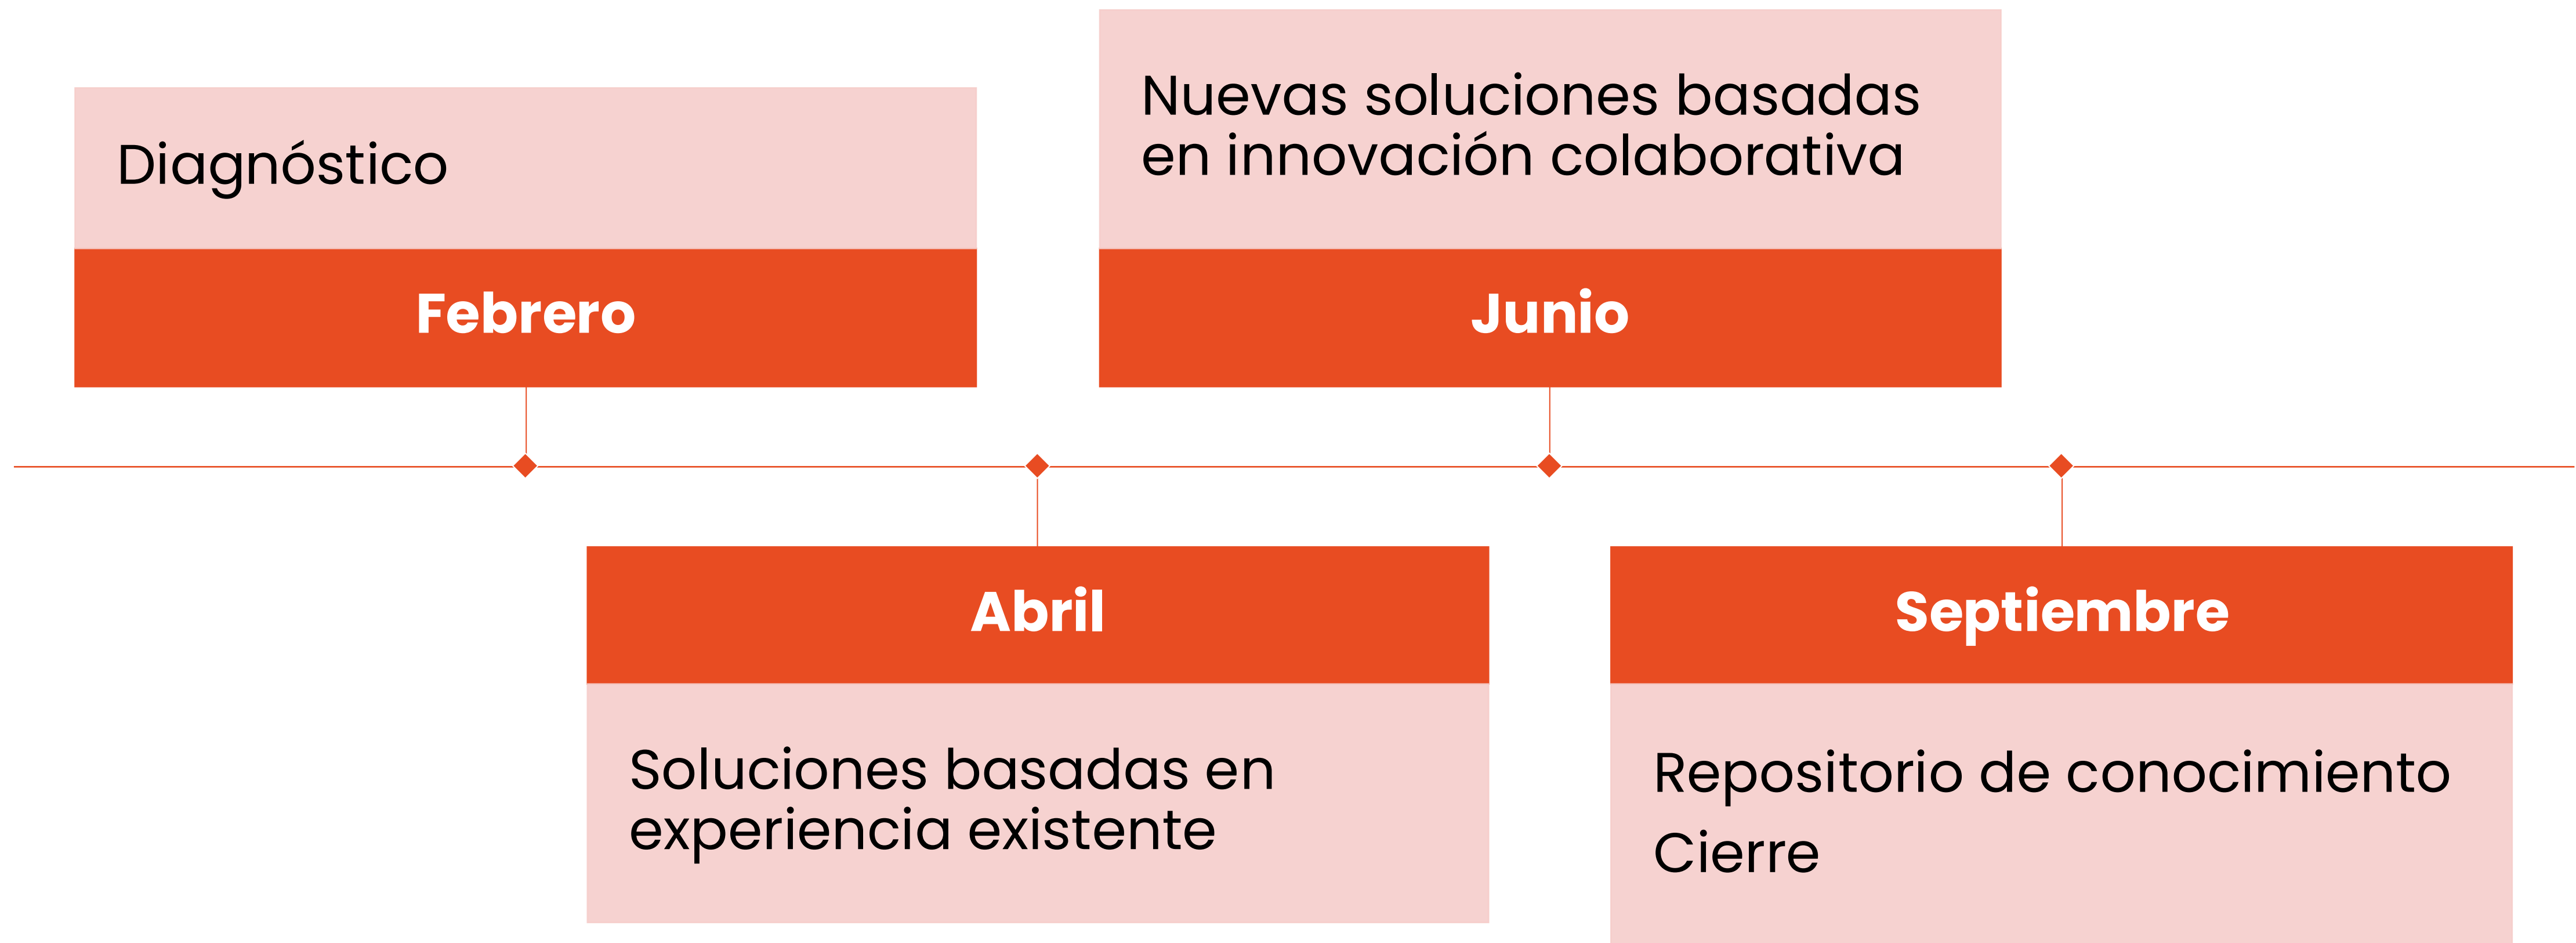 Diagnóstico
Febrero
Nuevas soluciones basadas
en innovación colaborativa
Junio
Abril
Soluciones basadas en
experiencia existente
Septiembre
Repositorio de conocimiento
Cierre